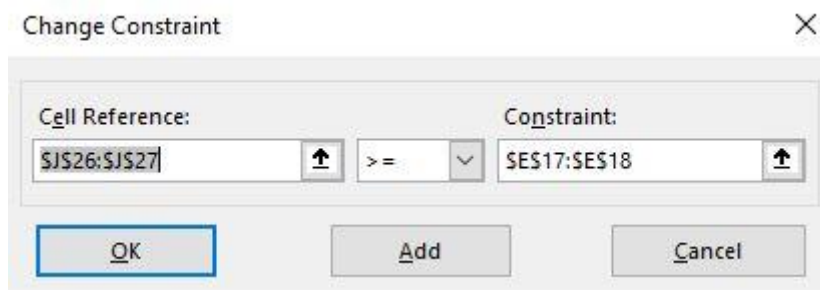 Change Constraint
Cell Reference: Constraint:
$J$26:$J$27 >= $E$17:$E$18
OK Add Cancel